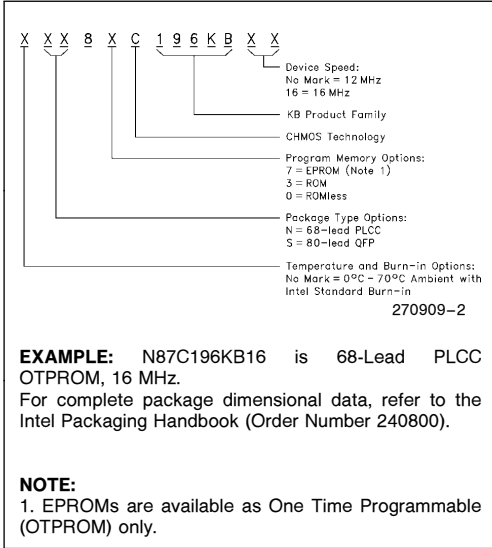 X XX 8 X C 196KB XX
Device Speed:
No Mark = 12 MHz
16 = 16 MHz
KB Product Family
CHMOS Technology
Program Memory Options:
7 = EPROM (Note 1)
3 = ROM
0 = ROMless
Package Type Options:
N = 68-lead PLCC
S = 80-lead QFP
Temperature and Burn-in Options:
No Mark = 0°C – 70°C Ambient with
Intel Standard Burn-in
270909–2
EXAMPLE: N87C196KB16 is 68-Lead PLCC
OTPROM, 16 MHz.
For complete package dimensional data, refer to the
Intel Packaging Handbook (Order Number 240800).
NOTE:
1. EPROMs are available as One Time Programmable
(OTPROM) only.